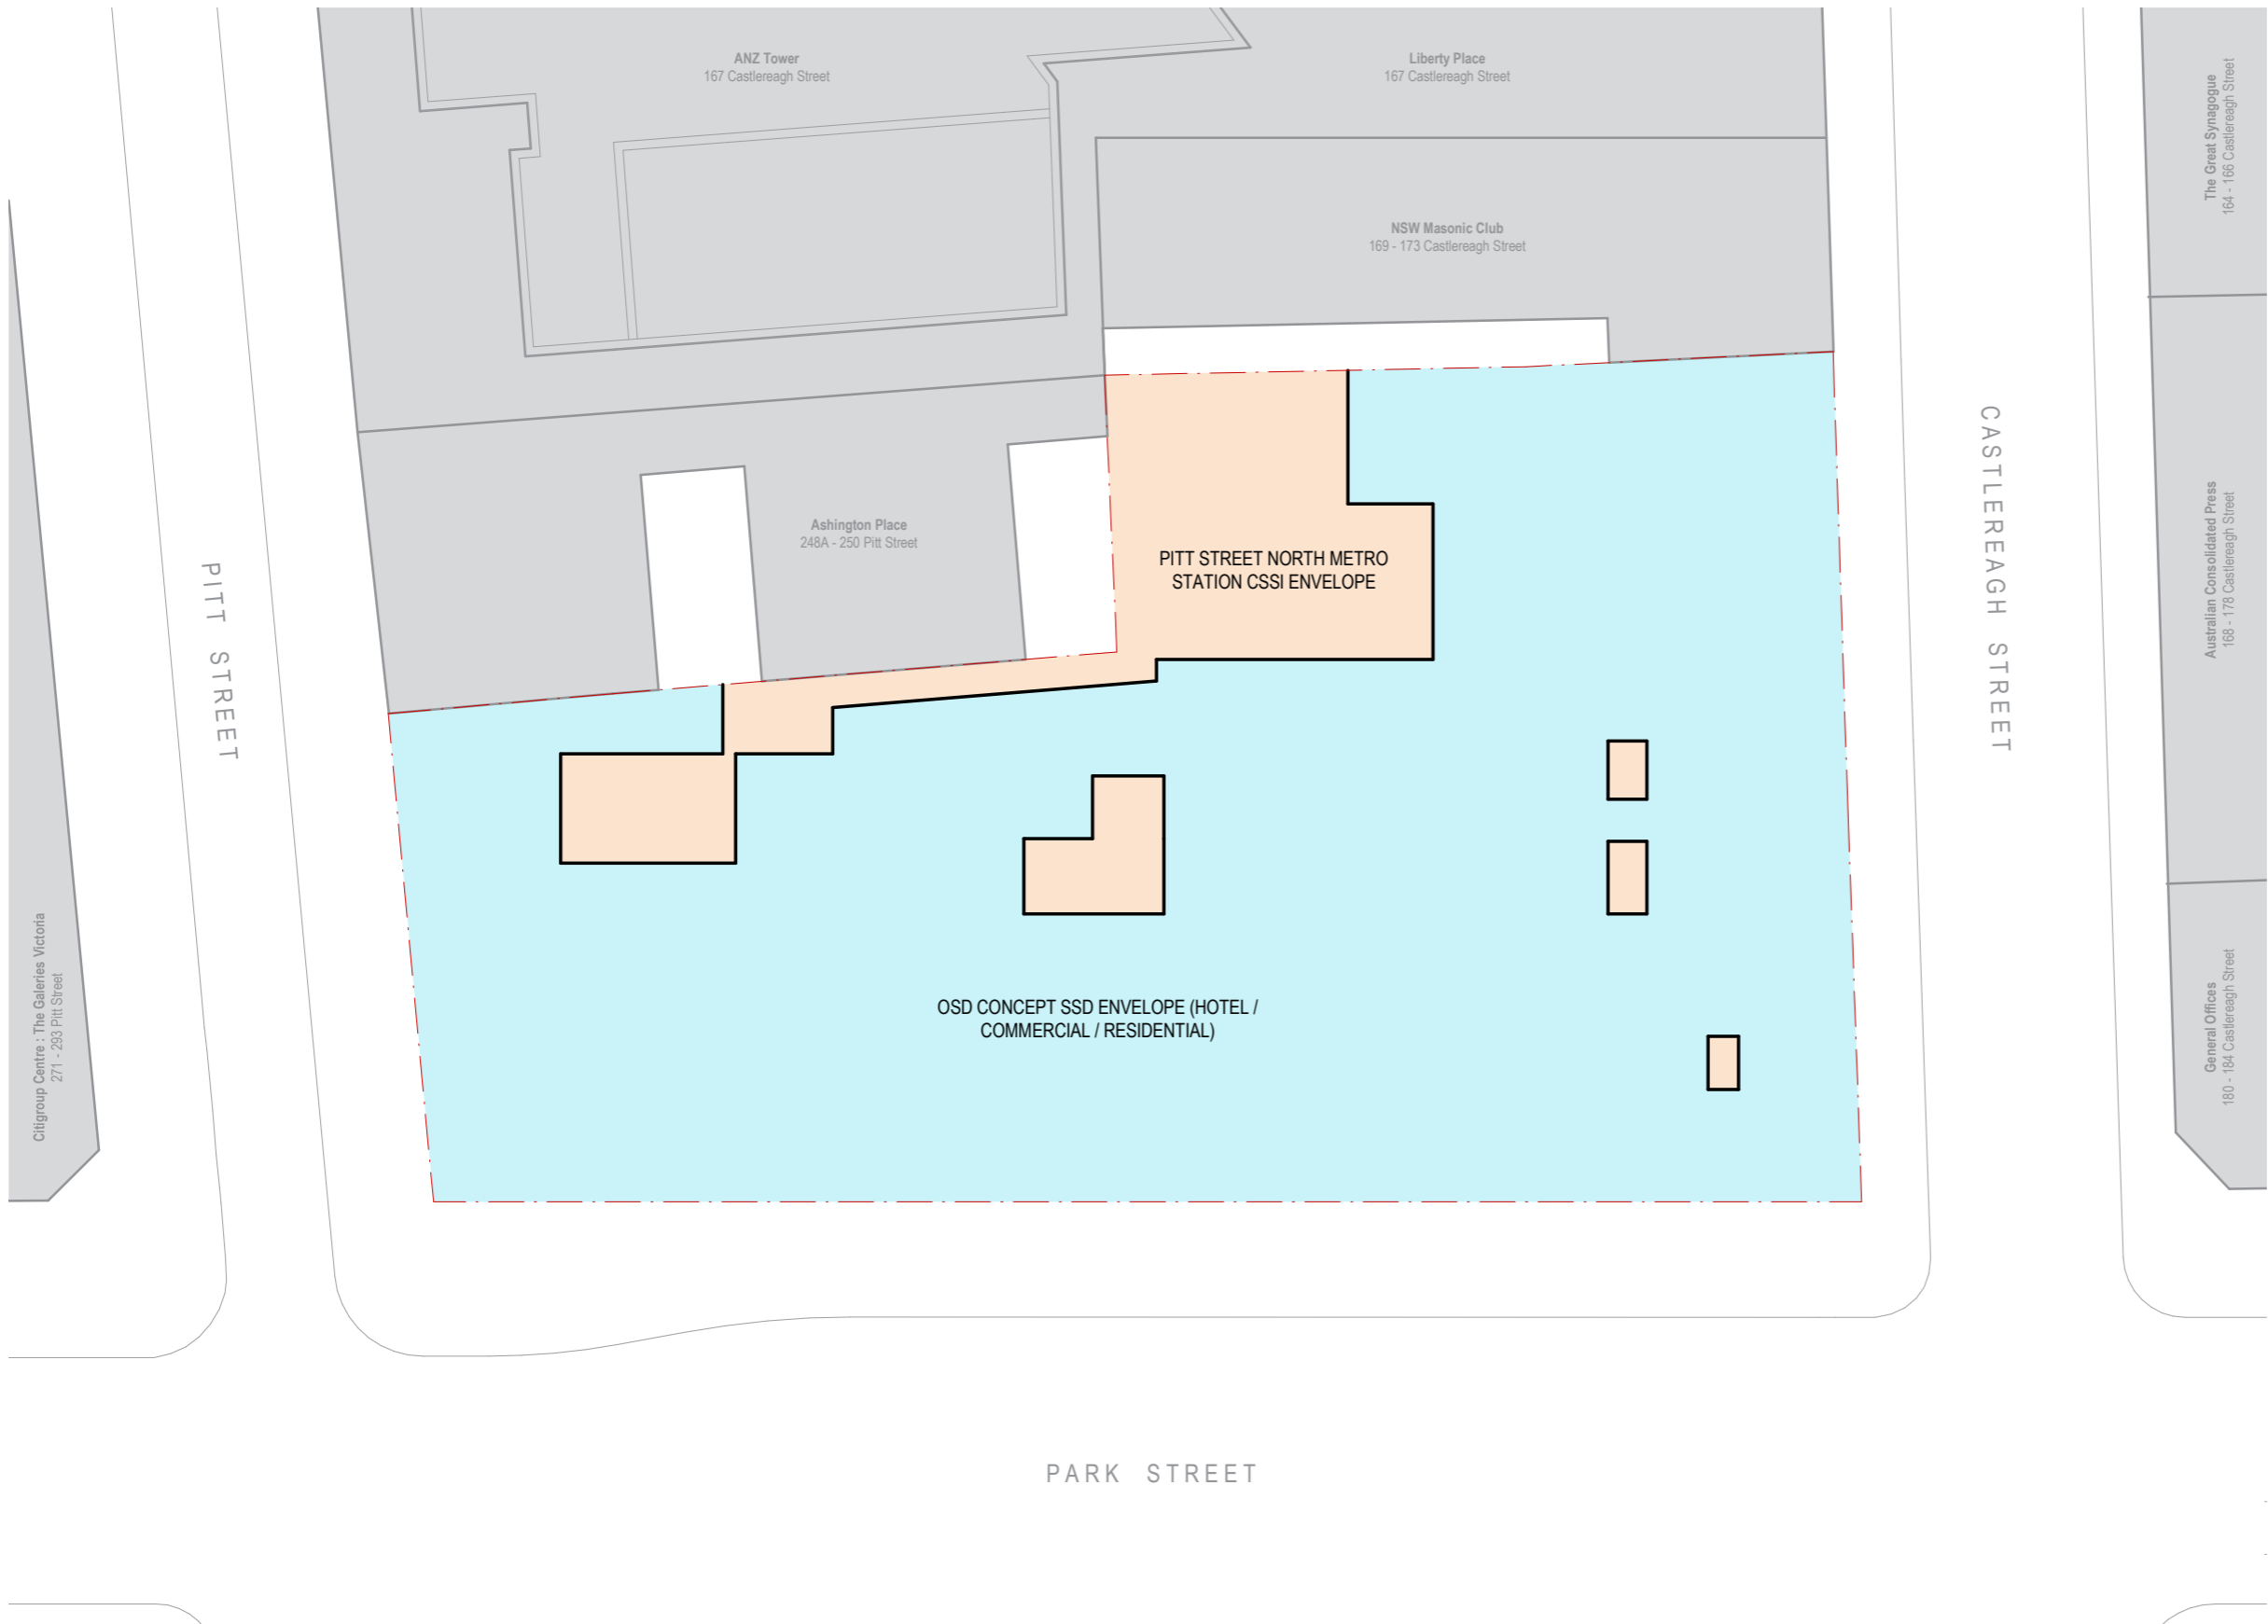 ANZ Tower
167 Castlereagh Street
Liberty Place
167 Castlereagh Street
The Great Synagogue
164 - 166 Castlereagh Street
NSW Masonic Club
169 - 173 Castlereagh Street
CASTLEREAGH STREET
Australian Consolidated Press
168 - 178 Castlereagh Street
Ashington Place
248A - 250 Pitt Street
PITT STREET NORTH METRO
STATION CSSI ENVELOPE
PITT STREET
Citigroup Centre : The Galeries Victoria
271 - 293 Pitt Street
OSD CONCEPT SSD ENVELOPE (HOTEL /
COMMERCIAL / RESIDENTIAL)
General Offices
180 - 184 Castlereagh Street
PARK STREET